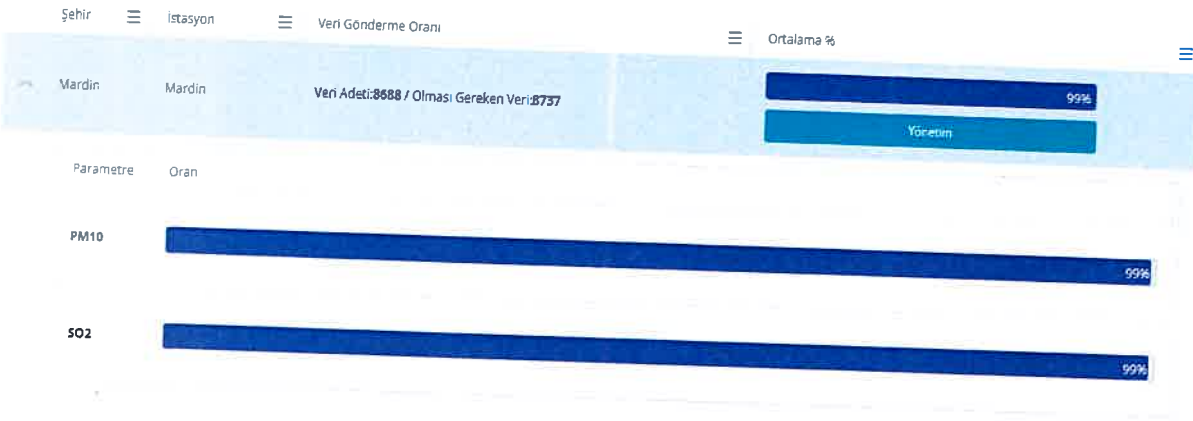 Şehir İstasyon Veri Gönderme Oranı Ortalama %
Mardin Mardin Veri Adeti:8688 / Olması Gereken Veri:8737 99%
Yönetim
Parametre Oran
PM10 99%
SO2 99%